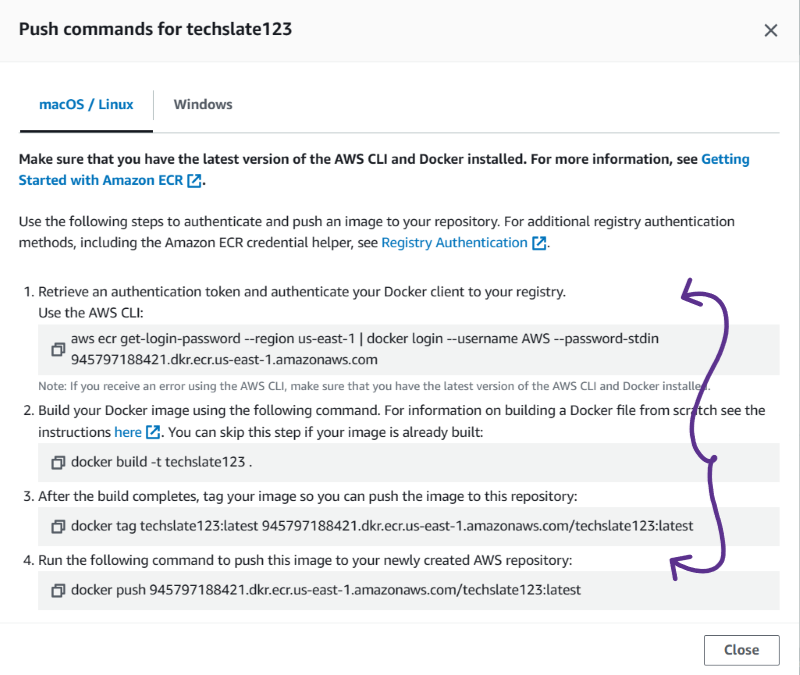 Push commands for techslate123
macOS / Linux
Windows
Make sure that you have the latest version of the AWS CLI and Docker installed. For more information, see Getting
Started with Amazon ECR.
Use the following steps to authenticate and push an image to your repository. For additional registry authentication
methods, including the Amazon ECR credential helper, see Registry Authentication.
1. Retrieve an authentication token and authenticate your Docker client to your registry.
Use the AWS CLI:
aws ecr get-login-password --region us-east-1 | docker login --username AWS --password-stdin
945797188421.dkr.ecr.us-east-1.amazonaws.com
Note: If you receive an error using the AWS CLI, make sure that you have the latest version of the AWS CLI and Docker installed.
2. Build your Docker image using the following command. For information on building a Docker file from scratch see the
instructions here. You can skip this step if your image is already built:
docker build -t techslate123 .
3. After the build completes, tag your image so you can push the image to this repository:
docker tag techslate123:latest 945797188421.dkr.ecr.us-east-1.amazonaws.com/techslate123:latest
4. Run the following command to push this image to your newly created AWS repository:
docker push 945797188421.dkr.ecr.us-east-1.amazonaws.com/techslate123:latest
Close